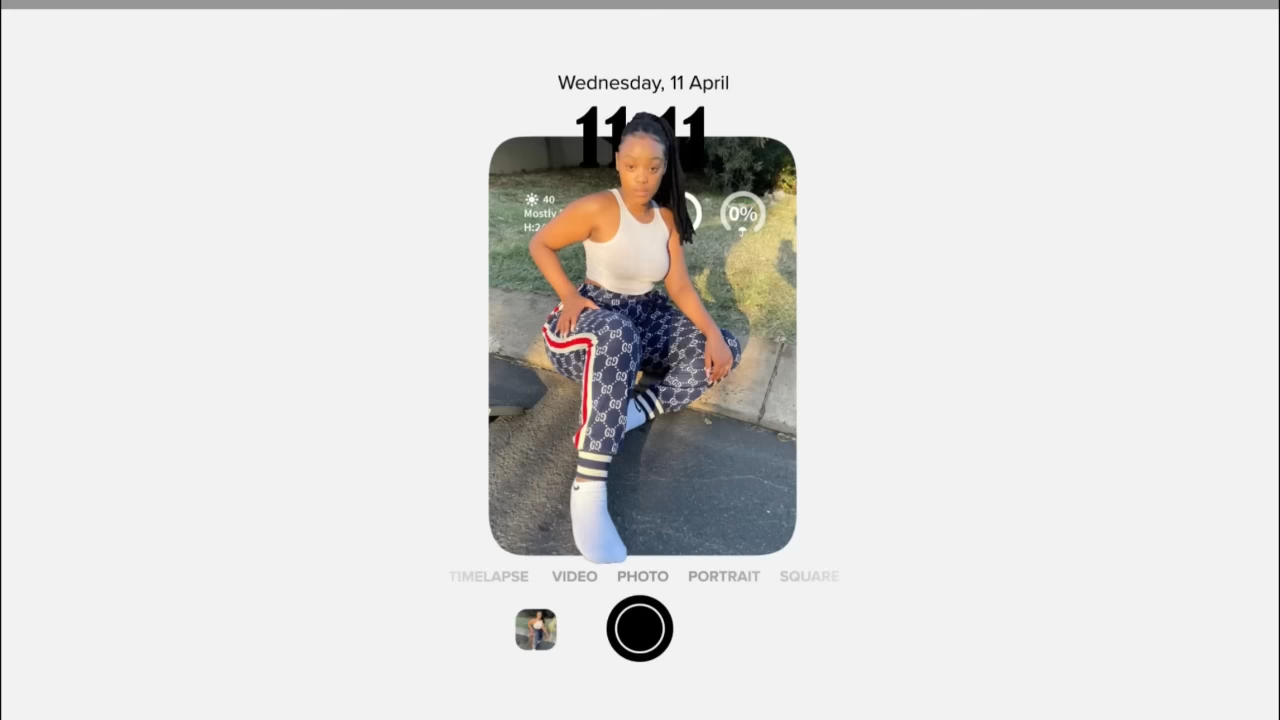 Wednesday, 11 April
11 11
40
Mostly
0%
TIMELAPSE VIDEO PHOTO PORTRAIT SQUARE